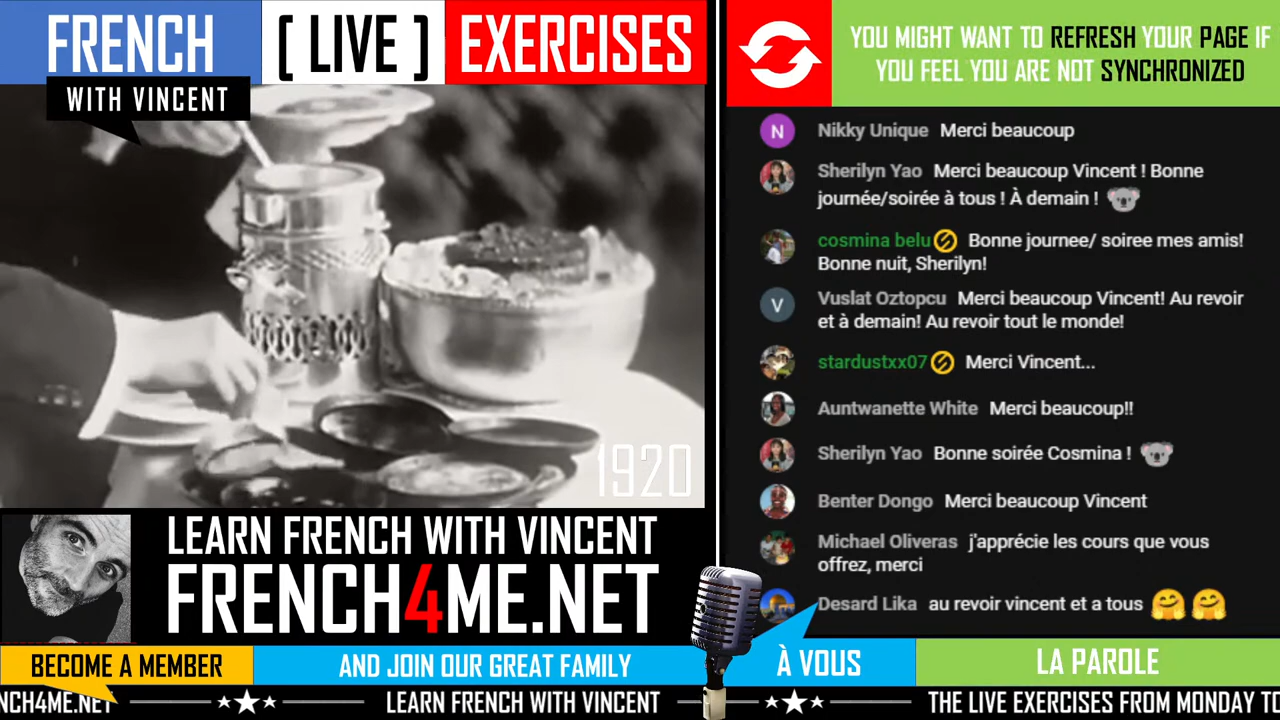 FRENCH [ LIVE ] EXERCISES
WITH VINCENT
YOU MIGHT WANT TO REFRESH YOUR PAGE IF
YOU FEEL YOU ARE NOT SYNCHRONIZED
N Nikky Unique Merci beaucoup
Sherilyn Yao Merci beaucoup Vincent ! Bonne
journée/soirée à tous ! À demain !
cosmina belu Bonne journee/ soiree mes amis!
Bonne nuit, Sherilyn!
V Vuslat Oztopcu Merci beaucoup Vincent! Au revoir
et à demain! Au revoir tout le monde!
stardustxx07 Merci Vincent...
Auntwanette White Merci beaucoup!!
Sherilyn Yao Bonne soirée Cosmina !
Benter Dongo Merci beaucoup Vincent
Michael Oliveras j'apprécie les cours que vous
offrez, merci
Desard Lika au revoir vincent et a tous
1920
LEARN FRENCH WITH VINCENT
FRENCH4ME.NET
BECOME A MEMBER AND JOIN OUR GREAT FAMILY À VOUS LA PAROLE
NCH4ME.NET LEARN FRENCH WITH VINCENT THE LIVE EXERCISES FROM MONDAY TO